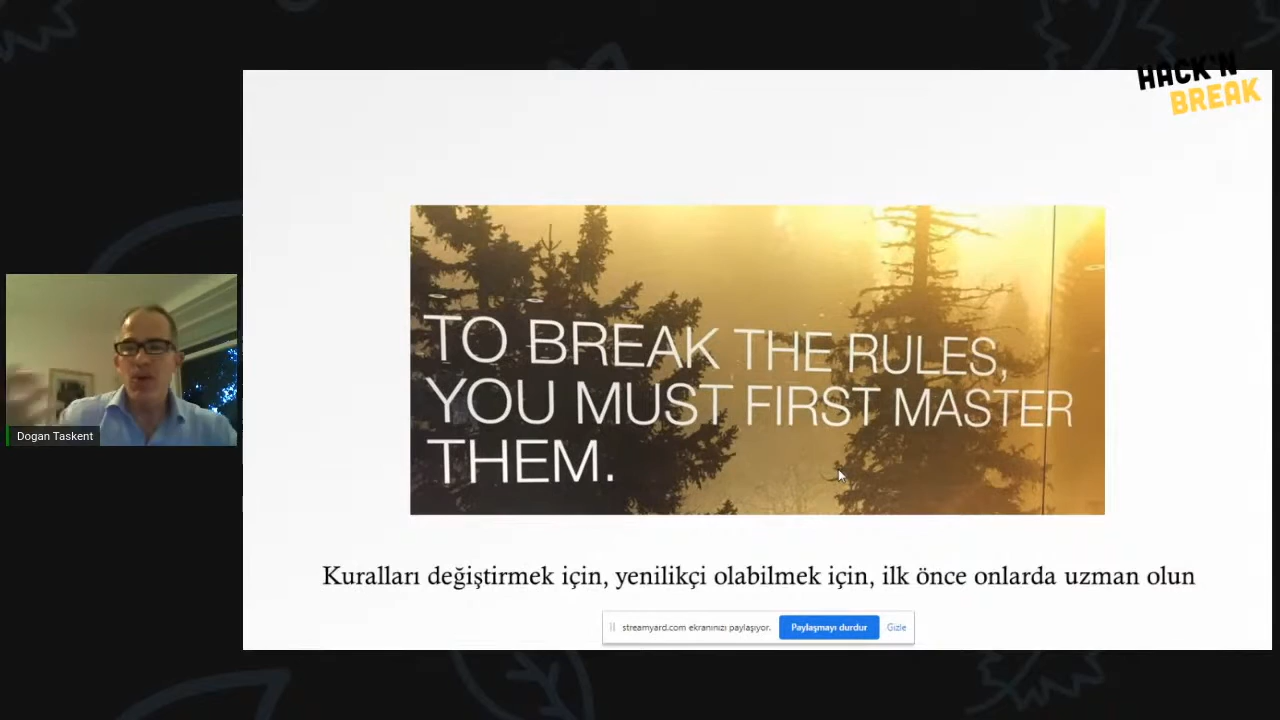 HACK'N
BREAK
TO BREAK THE RULES,
YOU MUST FIRST MASTER
THEM.
Dogan Taskent
Kuralları değiştirmek için, yenilikçi olabilmek için, ilk önce onlarda uzman olun
streamyard.com ekranınızı paylaşıyor. Paylaşmayı durdur Gizle